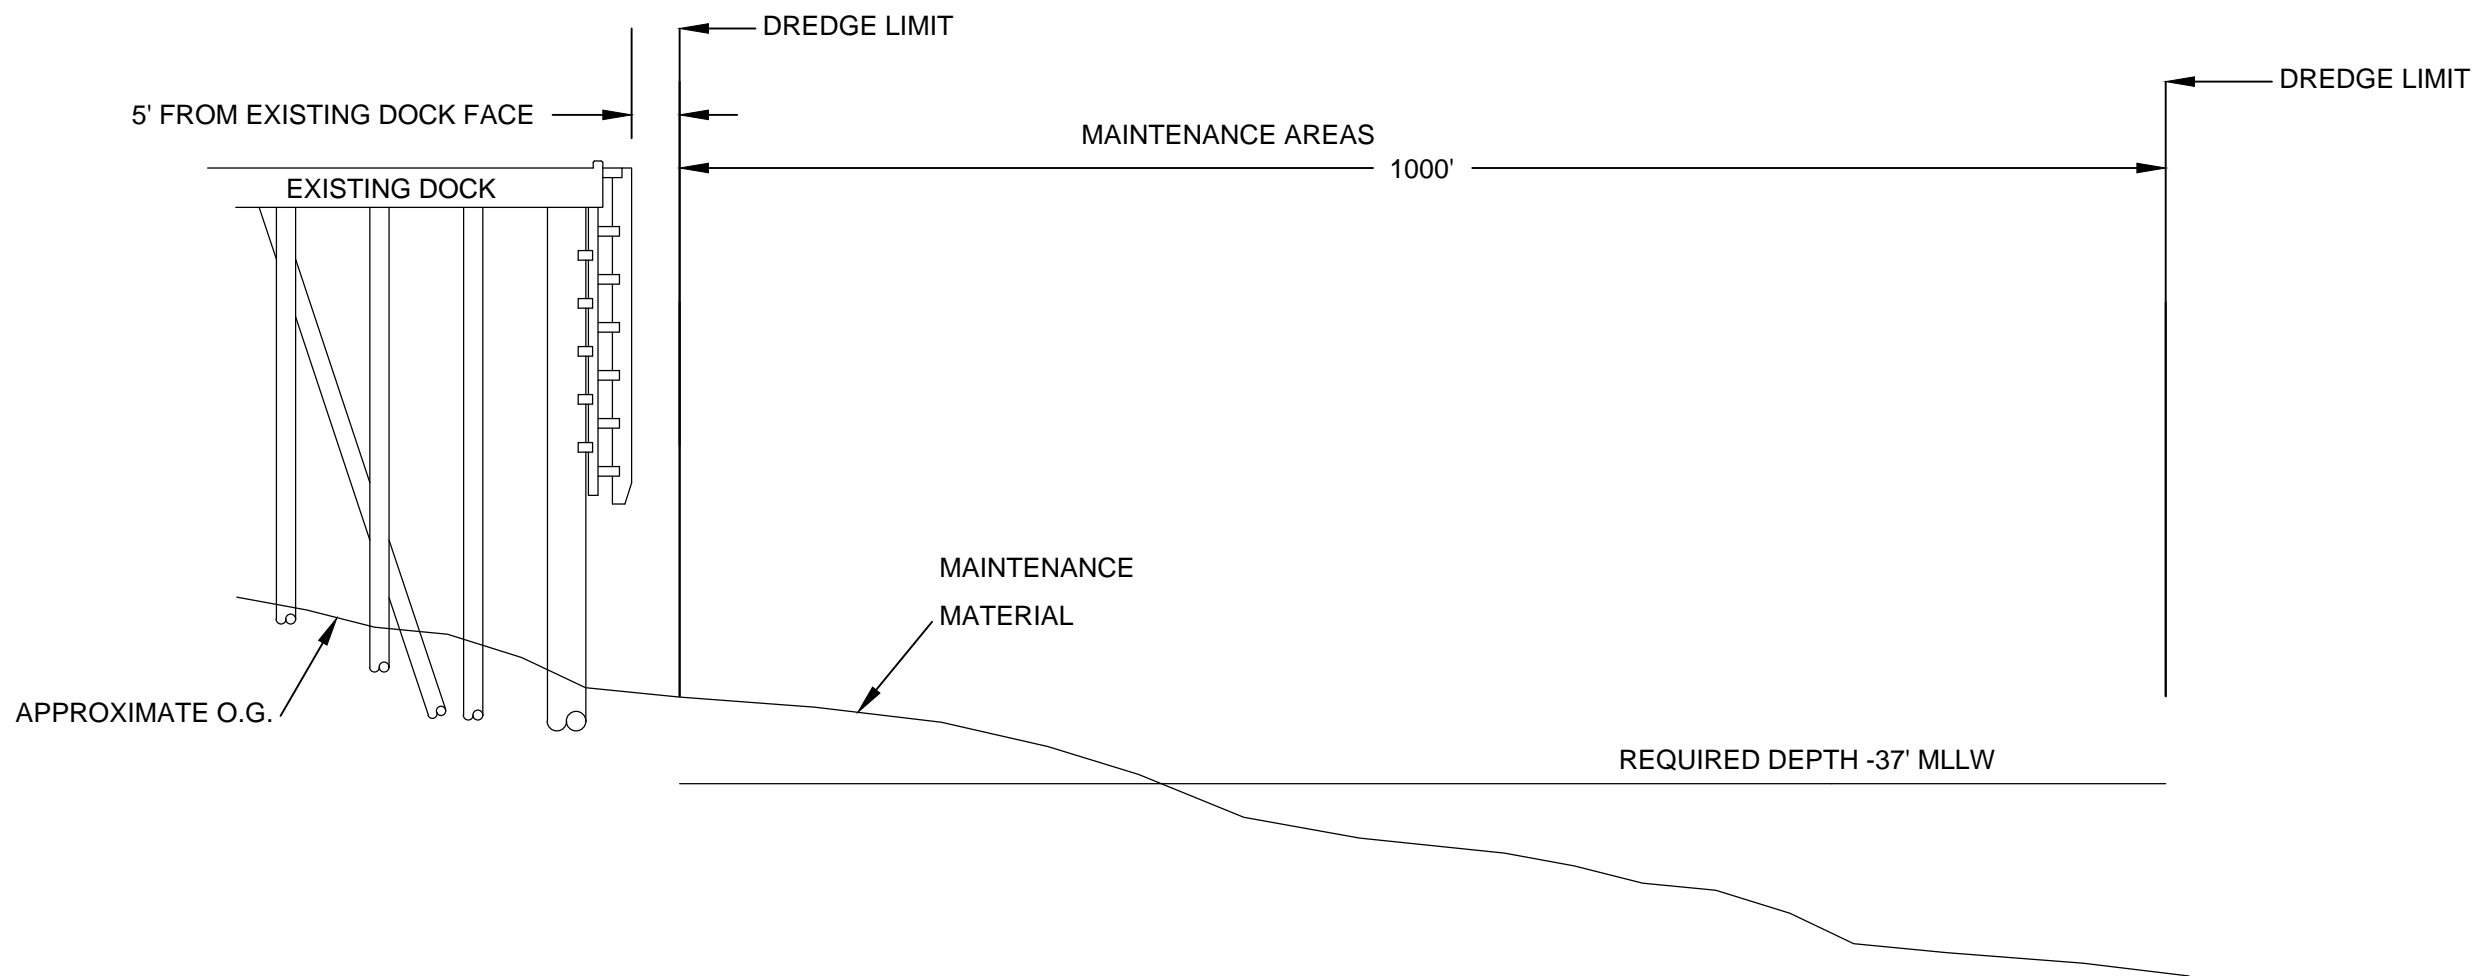 DREDGE LIMIT
DREDGE LIMIT
5' FROM EXISTING DOCK FACE
MAINTENANCE AREAS
1000'
EXISTING DOCK
MAINTENANCE
MATERIAL
APPROXIMATE O.G.
REQUIRED DEPTH -37' MLLW